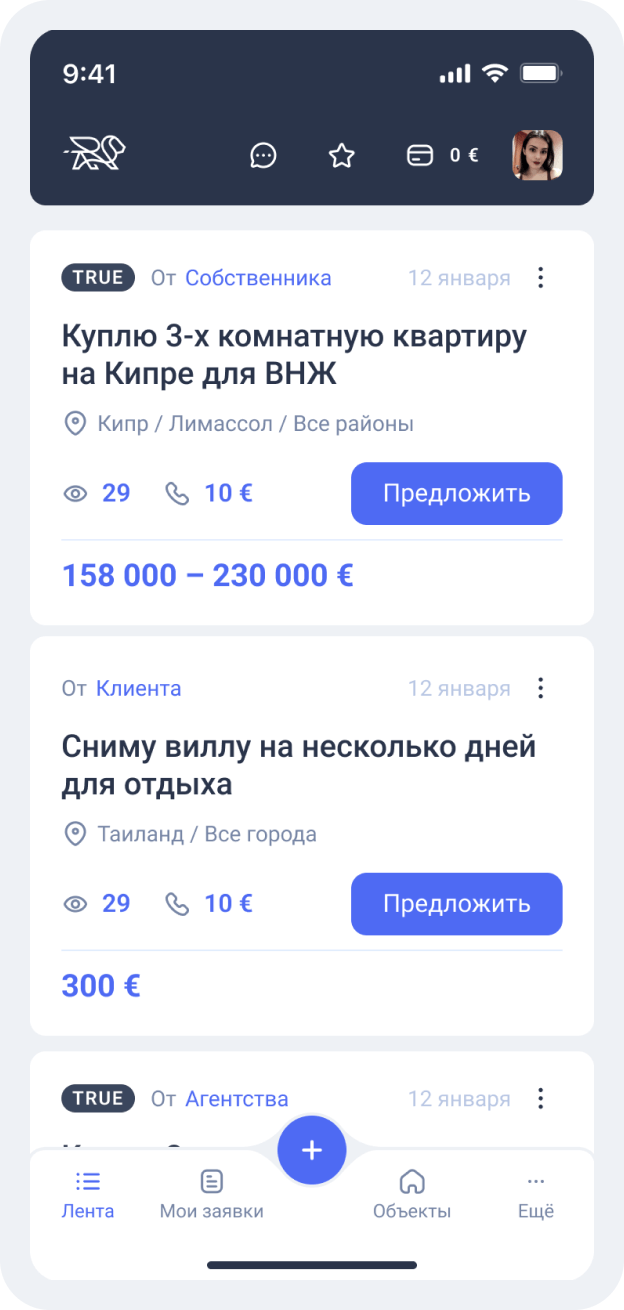 9:41
0 €
TRUE От Собственника 12 января
Куплю 3-х комнатную квартиру
на Кипре для ВНЖ
Кипр / Лимассол / Все районы
29 10 € Предложить
158 000 – 230 000 €
От Клиента 12 января
Сниму виллу на несколько дней
для отдыха
Таиланд / Все города
29 10 € Предложить
300 €
TRUE От Агентства 12 января
Лента Мои заявки Объекты Ещё